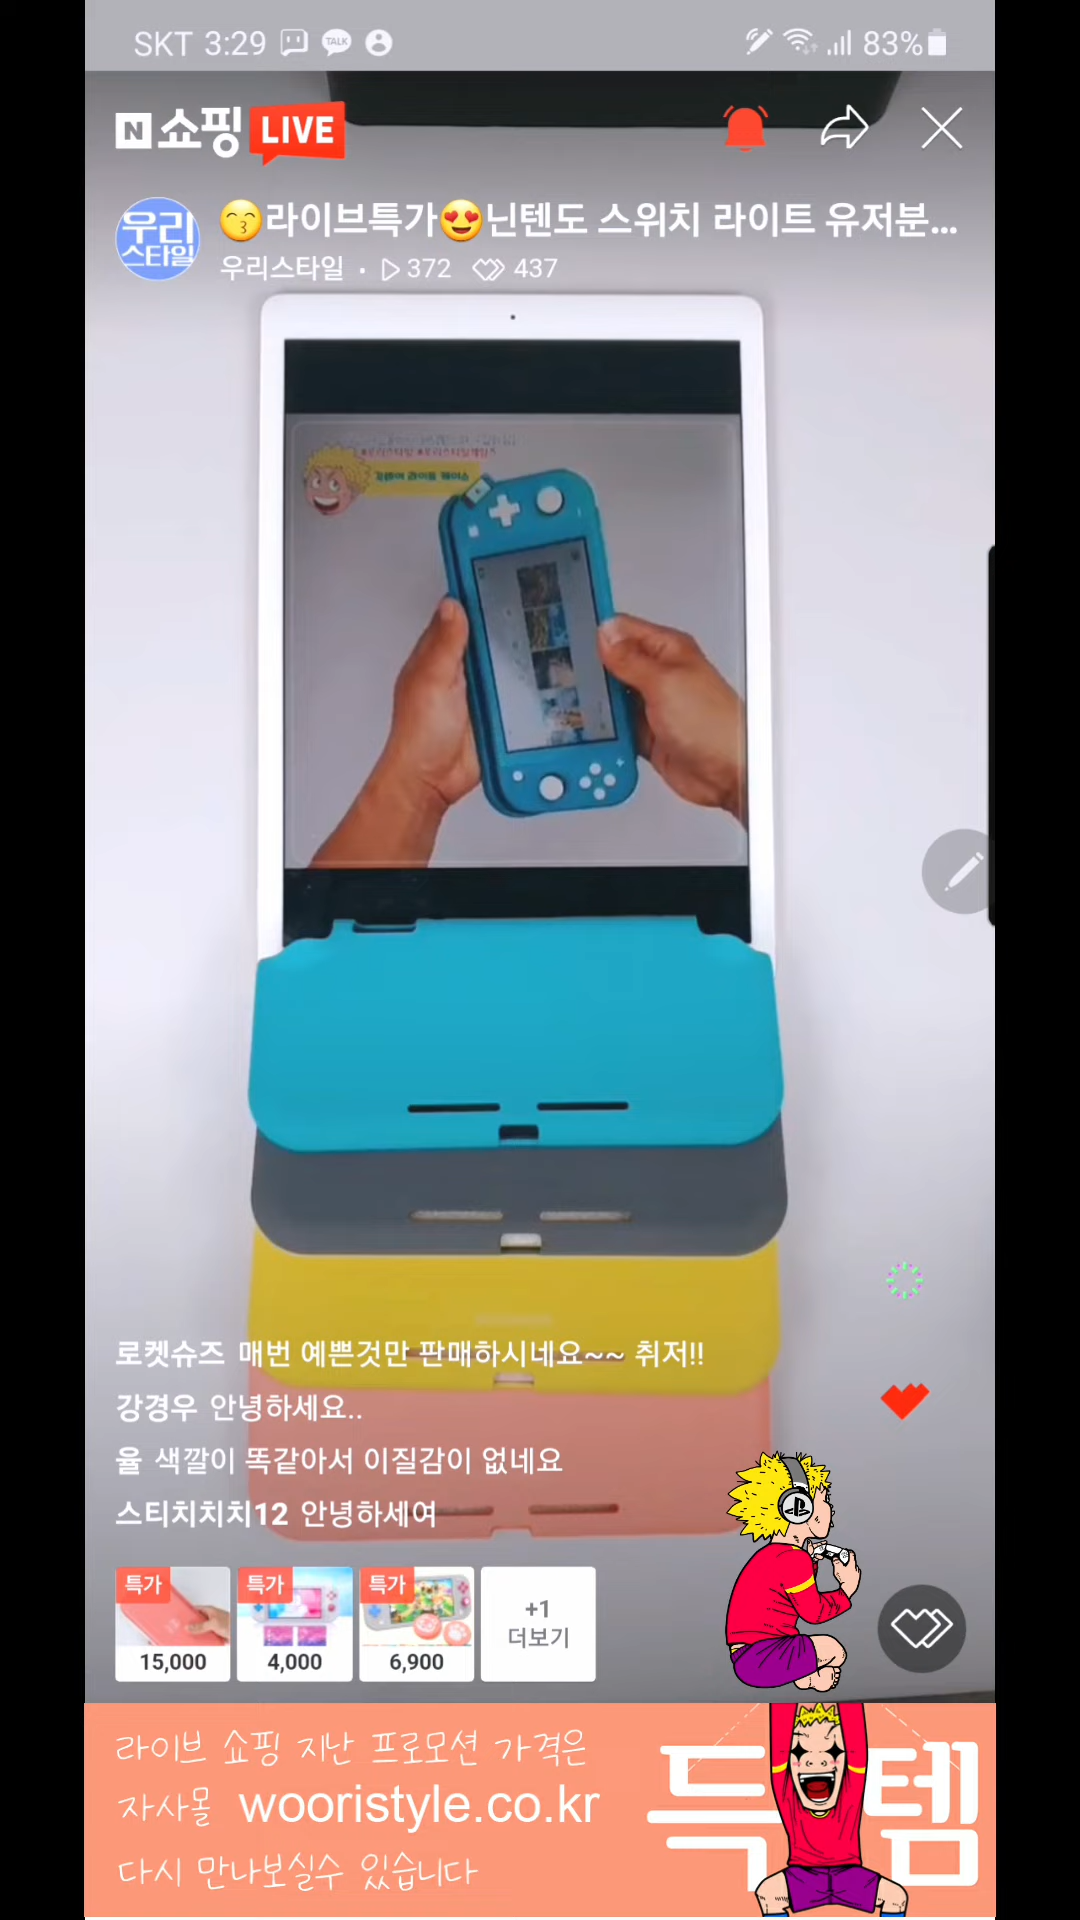 SKT 3:29 TALK 83%
N 쇼핑 LIVE
우리
스타일
😙라이브특가😍닌텐도 스위치 라이트 유저분...
우리스타일 · 372 437
로켓슈즈 매번 예쁜것만 판매하시네요~~ 취저!!
강경우 안녕하세요..
율 색깔이 똑같아서 이질감이 없네요
스티치치치12 안녕하세여
특가 특가 특가
+1
더보기
15,000 4,000 6,900
라이브 쇼핑 지난 프로모션 가격은
자사몰 wooristyle.co.kr
다시 만나보실수 있습니다
득템